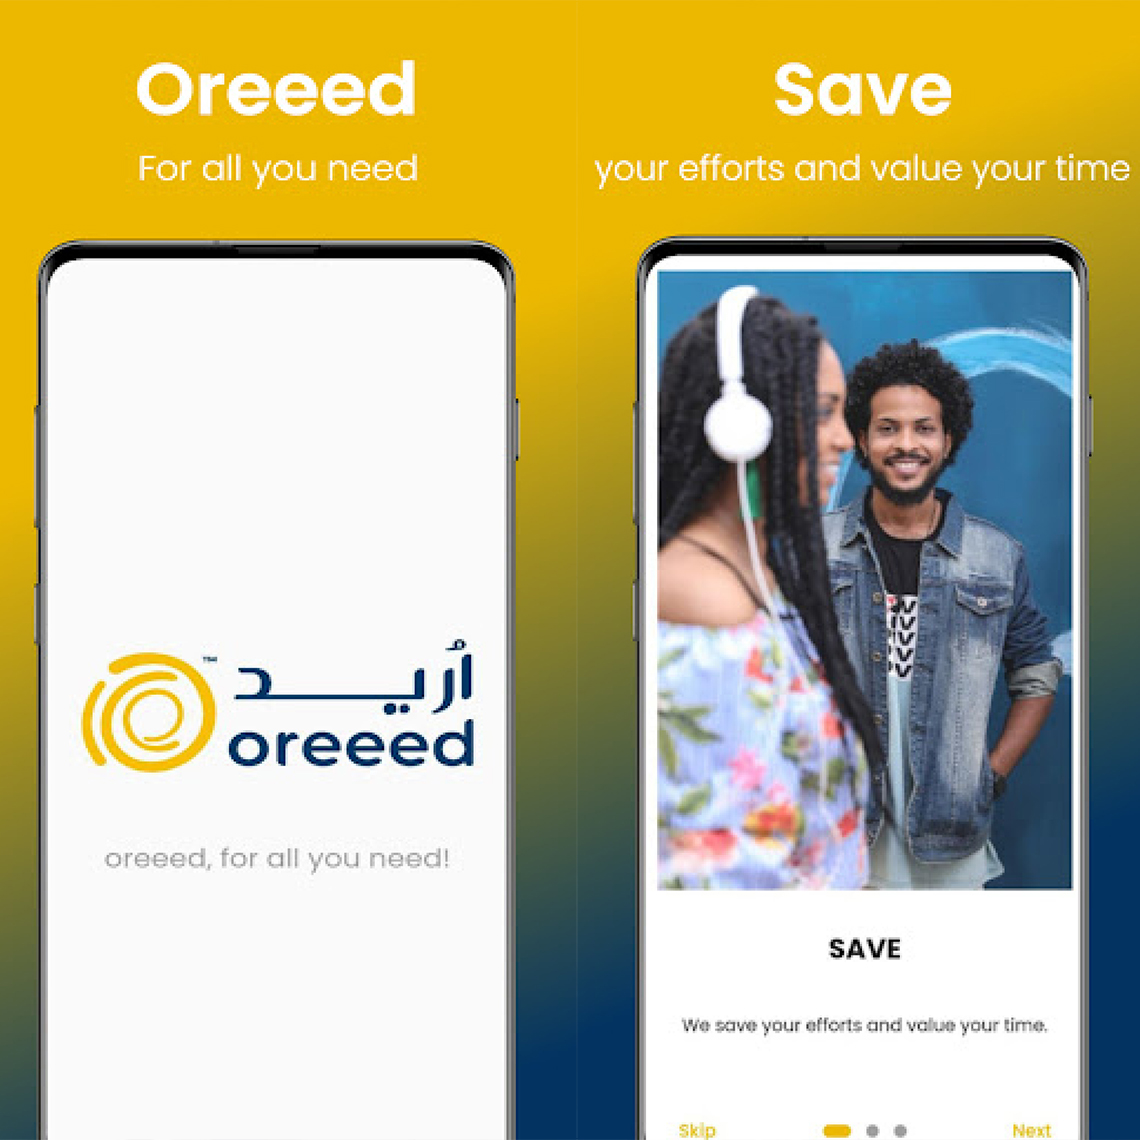 Oreeed
For all you need
™
أريد
oreeed
oreeed, for all you need!
Save
your efforts and value your time
SAVE
We save your efforts and value your time.
Skip
Next